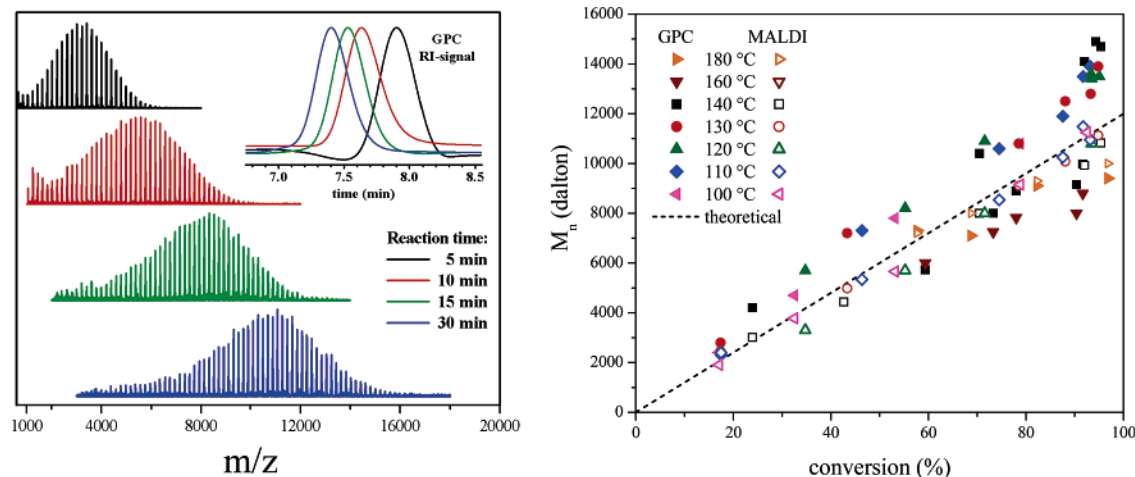 GPC
RI-signal
7.0 7.5 8.0 8.5
time (min)
Reaction time:
5 min
10 min
15 min
30 min
1000 4000 8000 12000 16000 20000
m/z
16000
14000
12000
10000
8000
6000
4000
2000
0
Mn (dalton)
GPC MALDI
180 °C
160 °C
140 °C
130 °C
120 °C
110 °C
100 °C
theoretical
0 20 40 60 80 100
conversion (%)